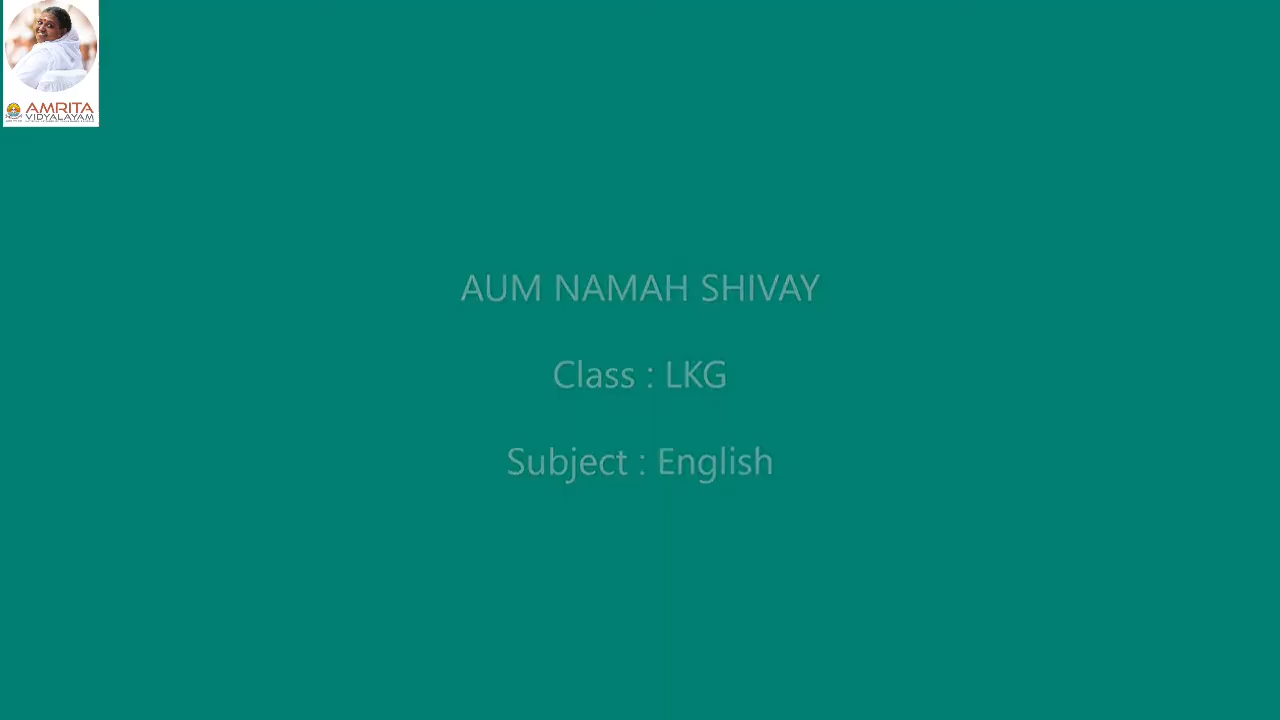 AMRITA
VIDYALAYAM
AUM NAMAH SHIVAY
Class : LKG
Subject : English